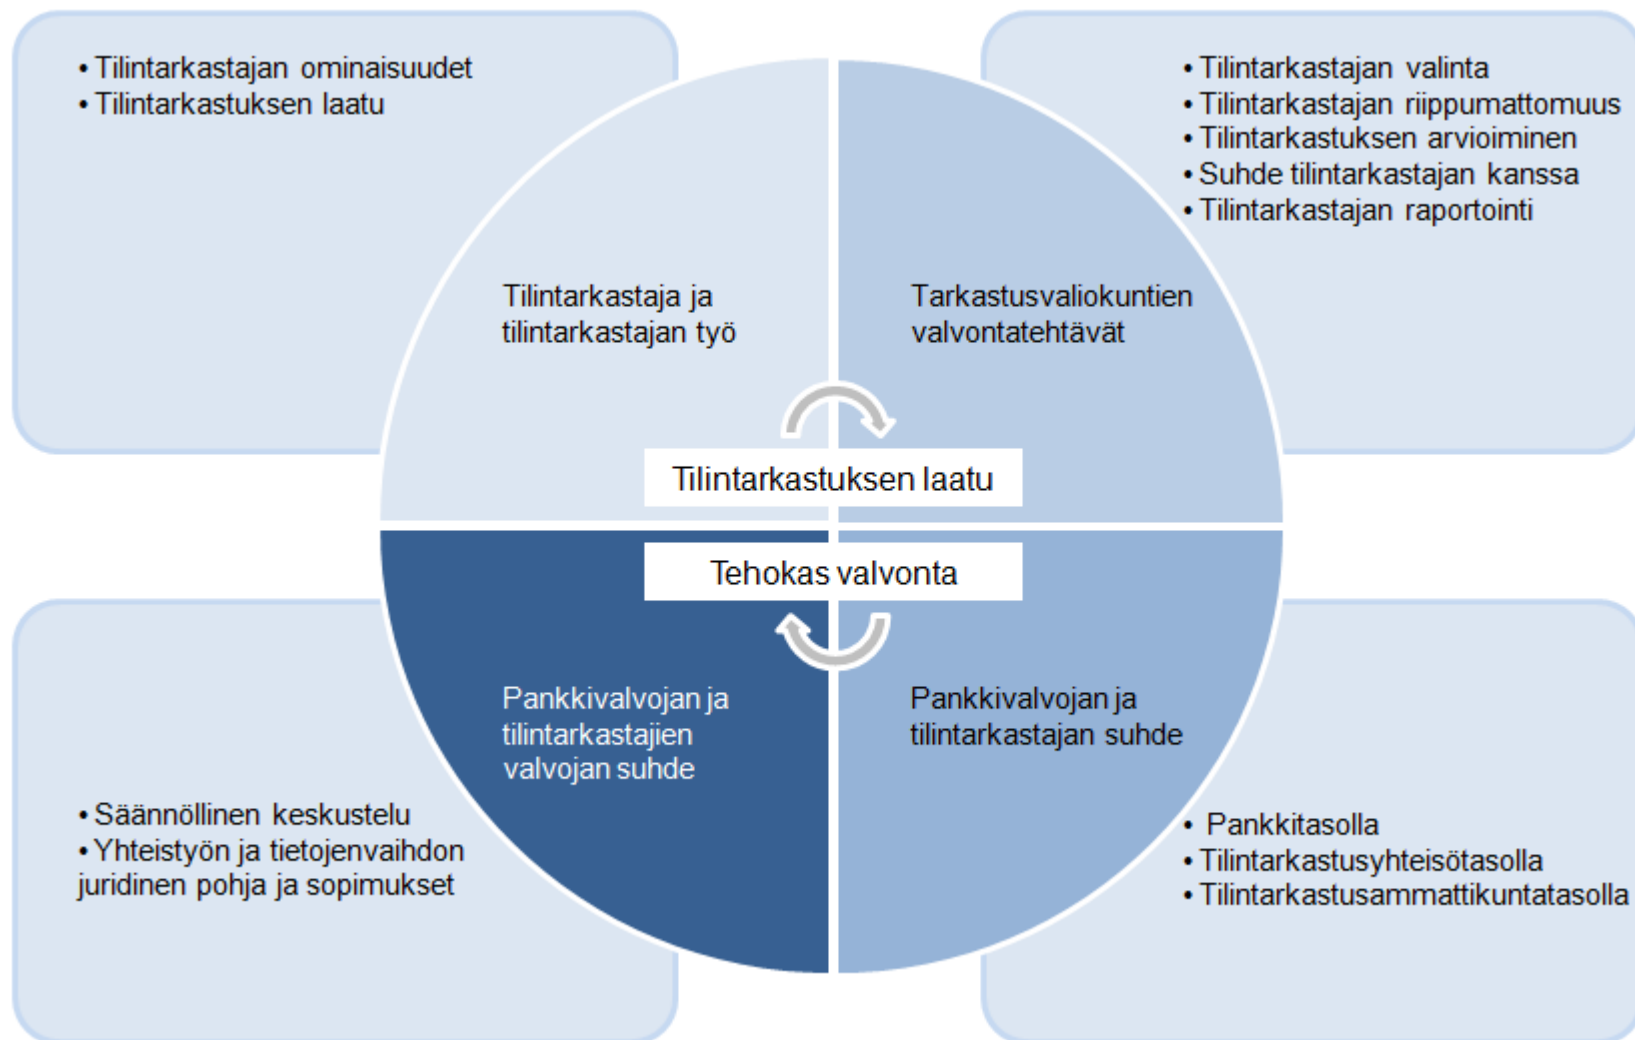 • Tilintarkastajan ominaisuudet
• Tilintarkastuksen laatu
• Tilintarkastajan valinta
• Tilintarkastajan riippumattomuus
• Tilintarkastuksen arvioiminen
• Suhde tilintarkastajan kanssa
• Tilintarkastajan raportointi
Tilintarkastaja ja
tilintarkastajan työ
Tarkastusvaliokuntien
valvontatehtävät
Tilintarkastuksen laatu
Tehokas valvonta
Pankkivalvojan ja
tilintarkastajien
valvojan suhde
Pankkivalvojan ja
tilintarkastajan suhde
• Säännöllinen keskustelu
• Yhteistyön ja tietojenvaihdon
juridinen pohja ja sopimukset
• Pankkitasolla
• Tilintarkastusyhteisötasolla
• Tilintarkastusammattikuntatasolla